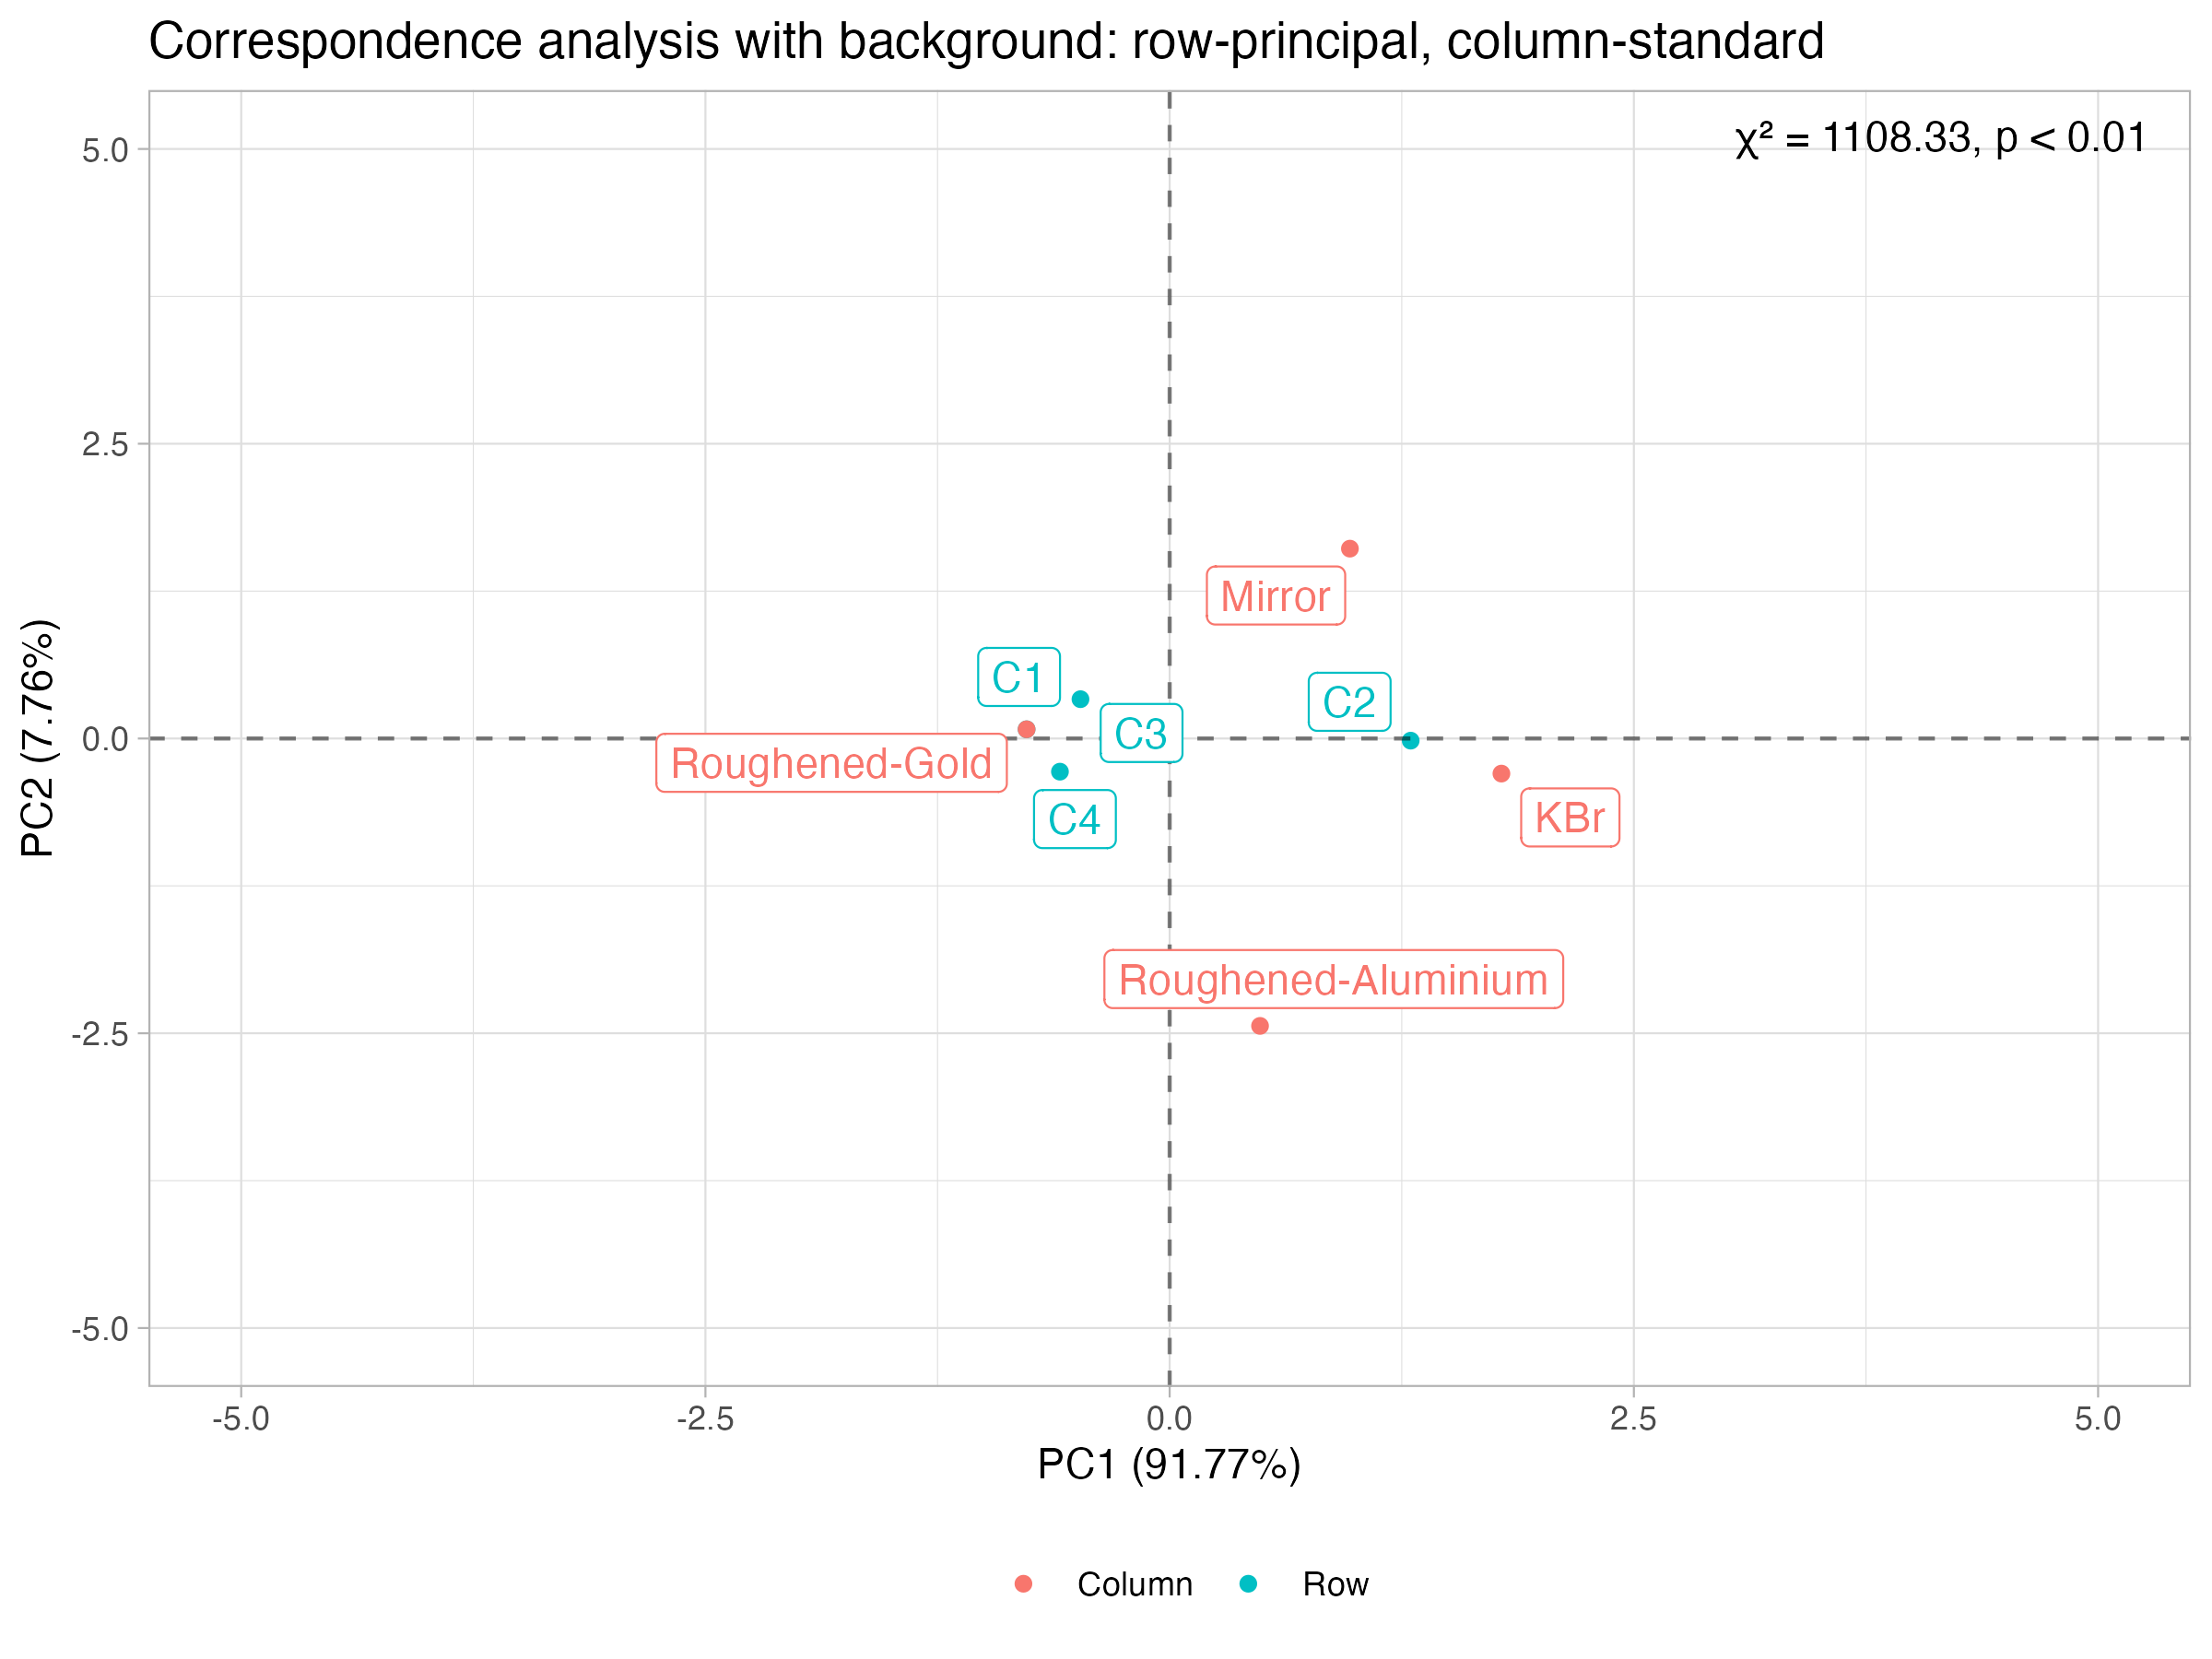 Correspondence analysis with background: row-principal, column-standard
χ² = 1108.33, p < 0.01
5.0
2.5
0.0
-2.5
-5.0
PC2 (7.76%)
Mirror
C1
C2
C3
Roughened-Gold
C4
KBr
Roughened-Aluminium
-5.0
-2.5
0.0
2.5
5.0
PC1 (91.77%)
Column
Row